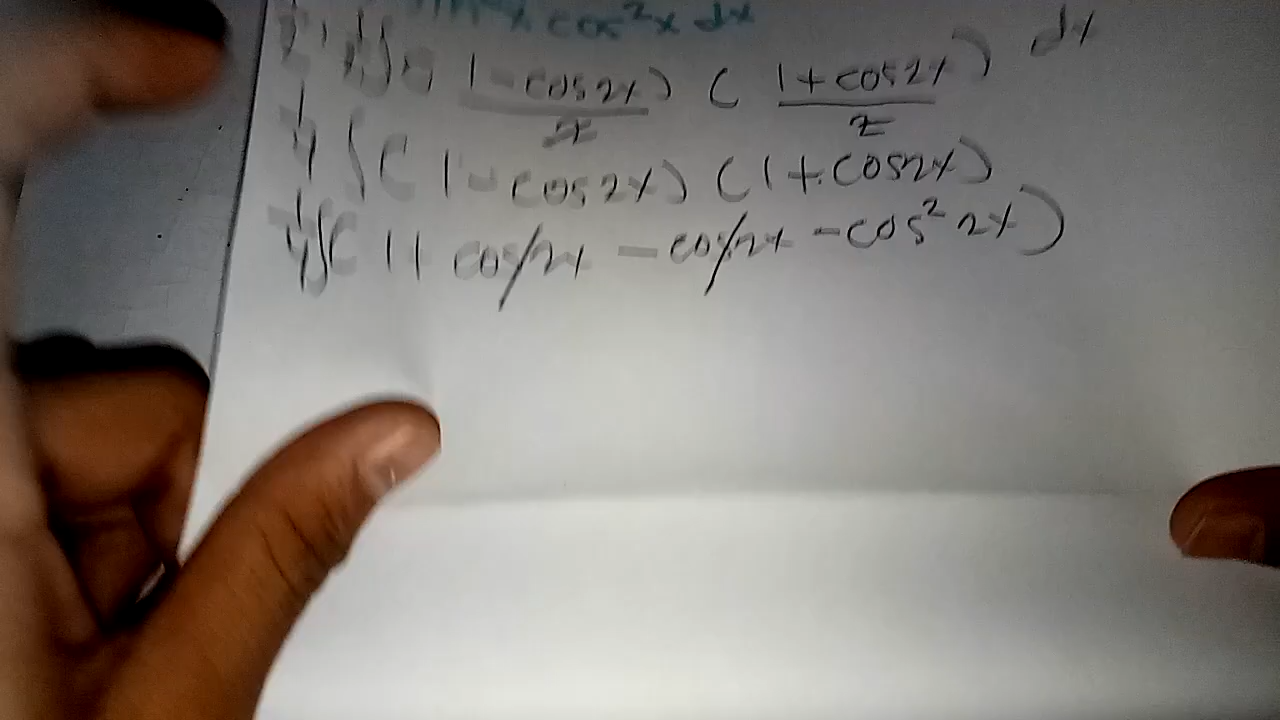 x cos²x dx
1 - cos2x) ( 1 + cos2x ) dx
2 2
1/4 ∫( 1 - cos2x) (1 + cos2x)
1/4 ∫( 1 + cos2x - cos2x - cos² 2x )